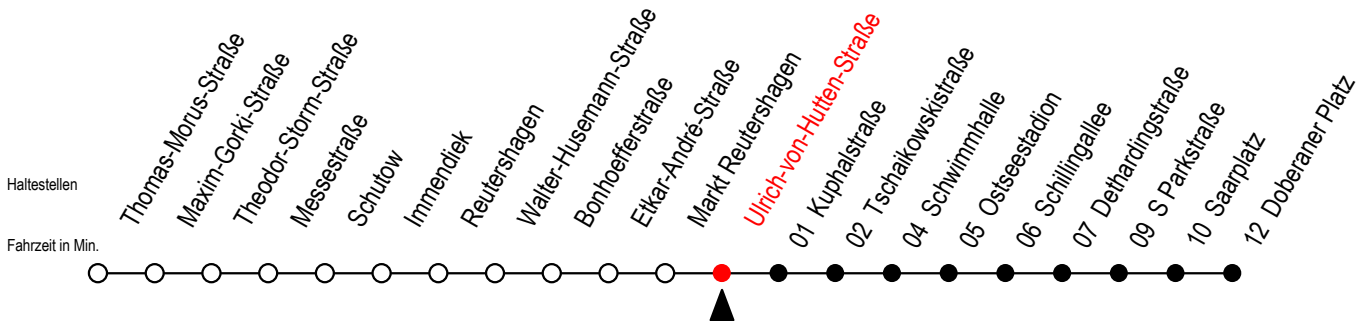 Haltestellen
Fahrzeit in Min.
Thomas-Morus-Straße
Maxim-Gorki-Straße
Theodor-Storm-Straße
Messestraße
Schutow
Immendiek
Reutershagen
Walter-Husemann-Straße
Bonhoefferstraße
Etkar-André-Straße
Markt Reutershagen
Ulrich-von-Hutten-Straße
01 Kuphalstraße
02 Tschaikowskistraße
04 Schwimmhalle
05 Ostseestadion
06 Schillingallee
07 Dethardingstraße
09 S Parkstraße
10 Saarplatz
12 Doberaner Platz